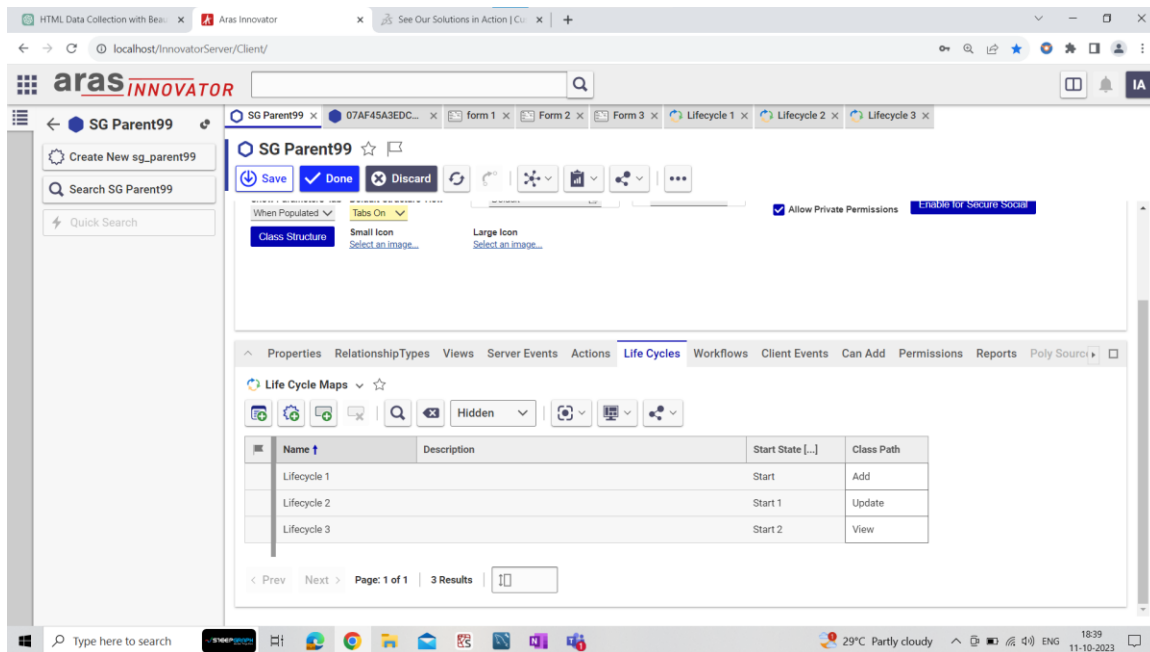 HTML Data Collection with Beau
Aras Innovator
See Our Solutions in Action | Cu
localhost/InnovatorServer/Client/
aras INNOVATOR
IA
SG Parent99
Create New sg_parent99
Search SG Parent99
Quick Search
SG Parent99
07AF45A3EDC...
form 1
Form 2
Form 3
Lifecycle 1
Lifecycle 2
Lifecycle 3
SG Parent99
Save
Done
Discard
When Populated
Tabs On
Allow Private Permissions
Enable for Secure Social
Class Structure
Small Icon
Select an image...
Large Icon
Select an image...
Properties RelationshipTypes Views Server Events Actions Life Cycles Workflows Client Events Can Add Permissions Reports Poly Source
Life Cycle Maps
Hidden
Name Description Start State [...] Class Path
Lifecycle 1 Start Add
Lifecycle 2 Start 1 Update
Lifecycle 3 Start 2 View
< Prev Next > Page: 1 of 1 3 Results
Type here to search
29°C Partly cloudy
ENG
18:39
11-10-2023